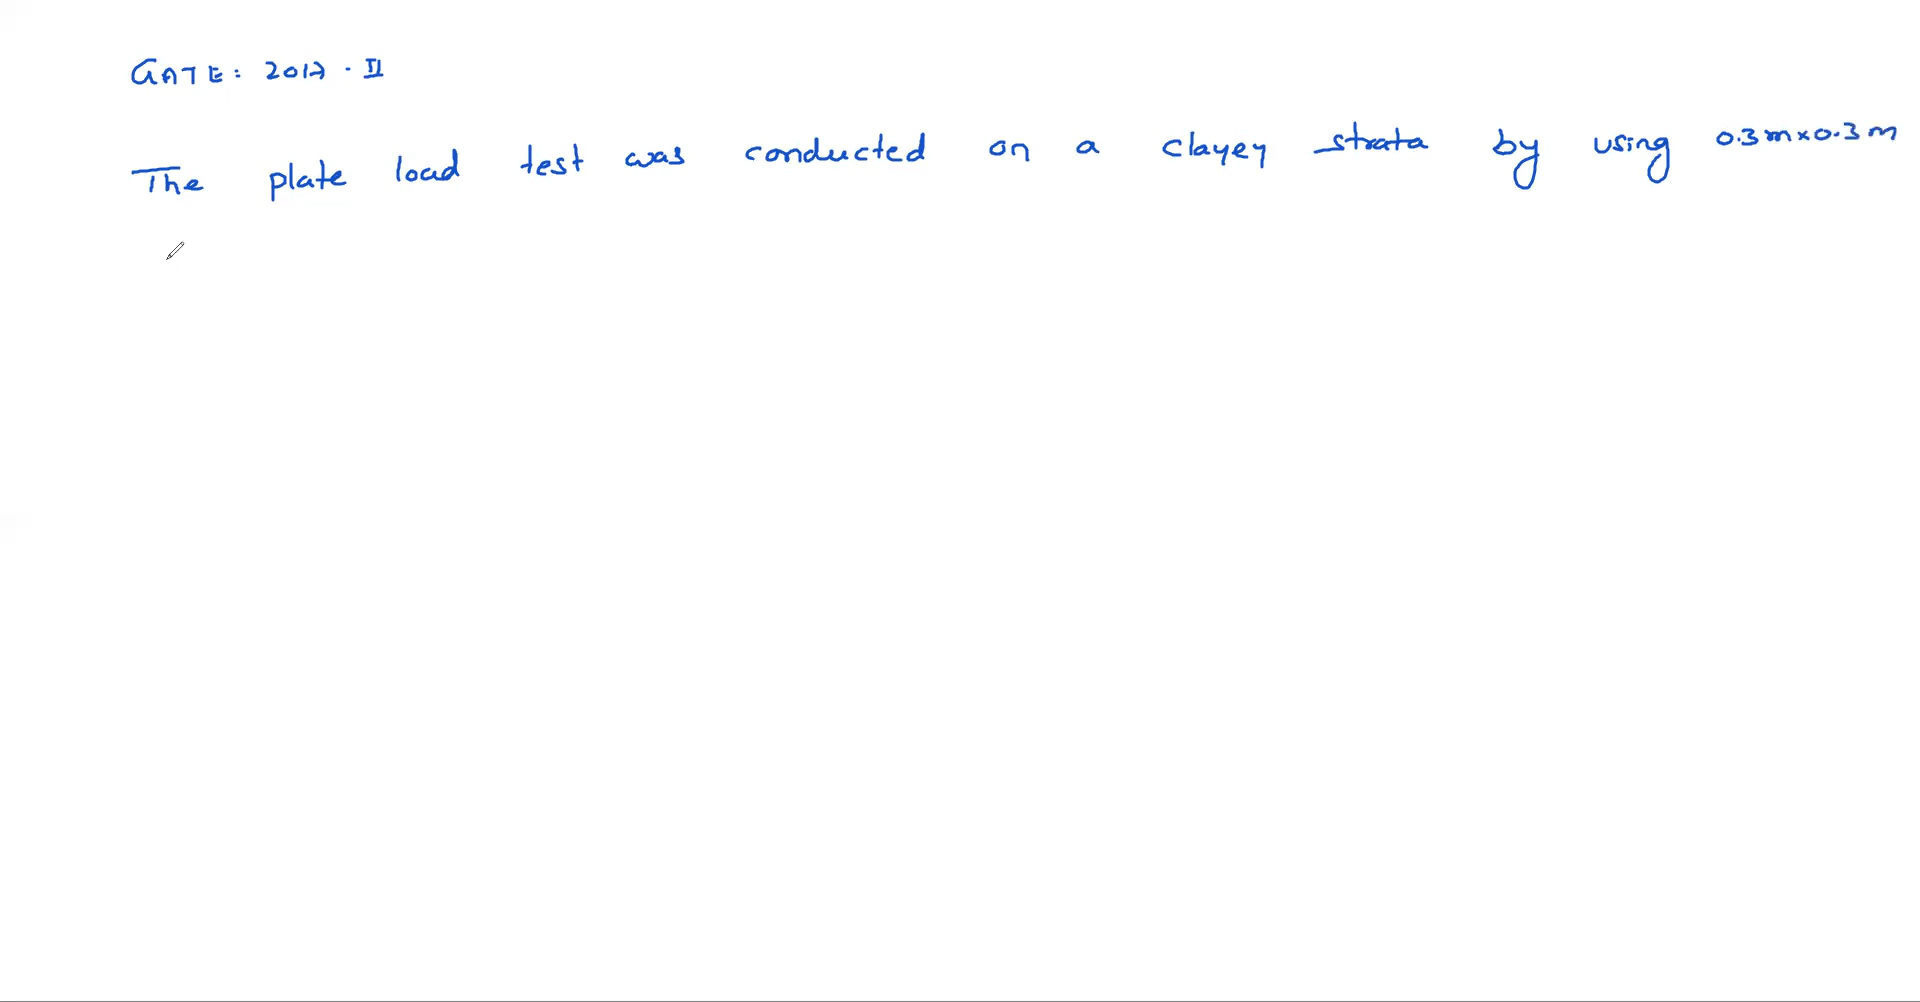 GATE: 2017 - II
The plate load test was conducted on a clayey strata by using 0.3m×0.3m